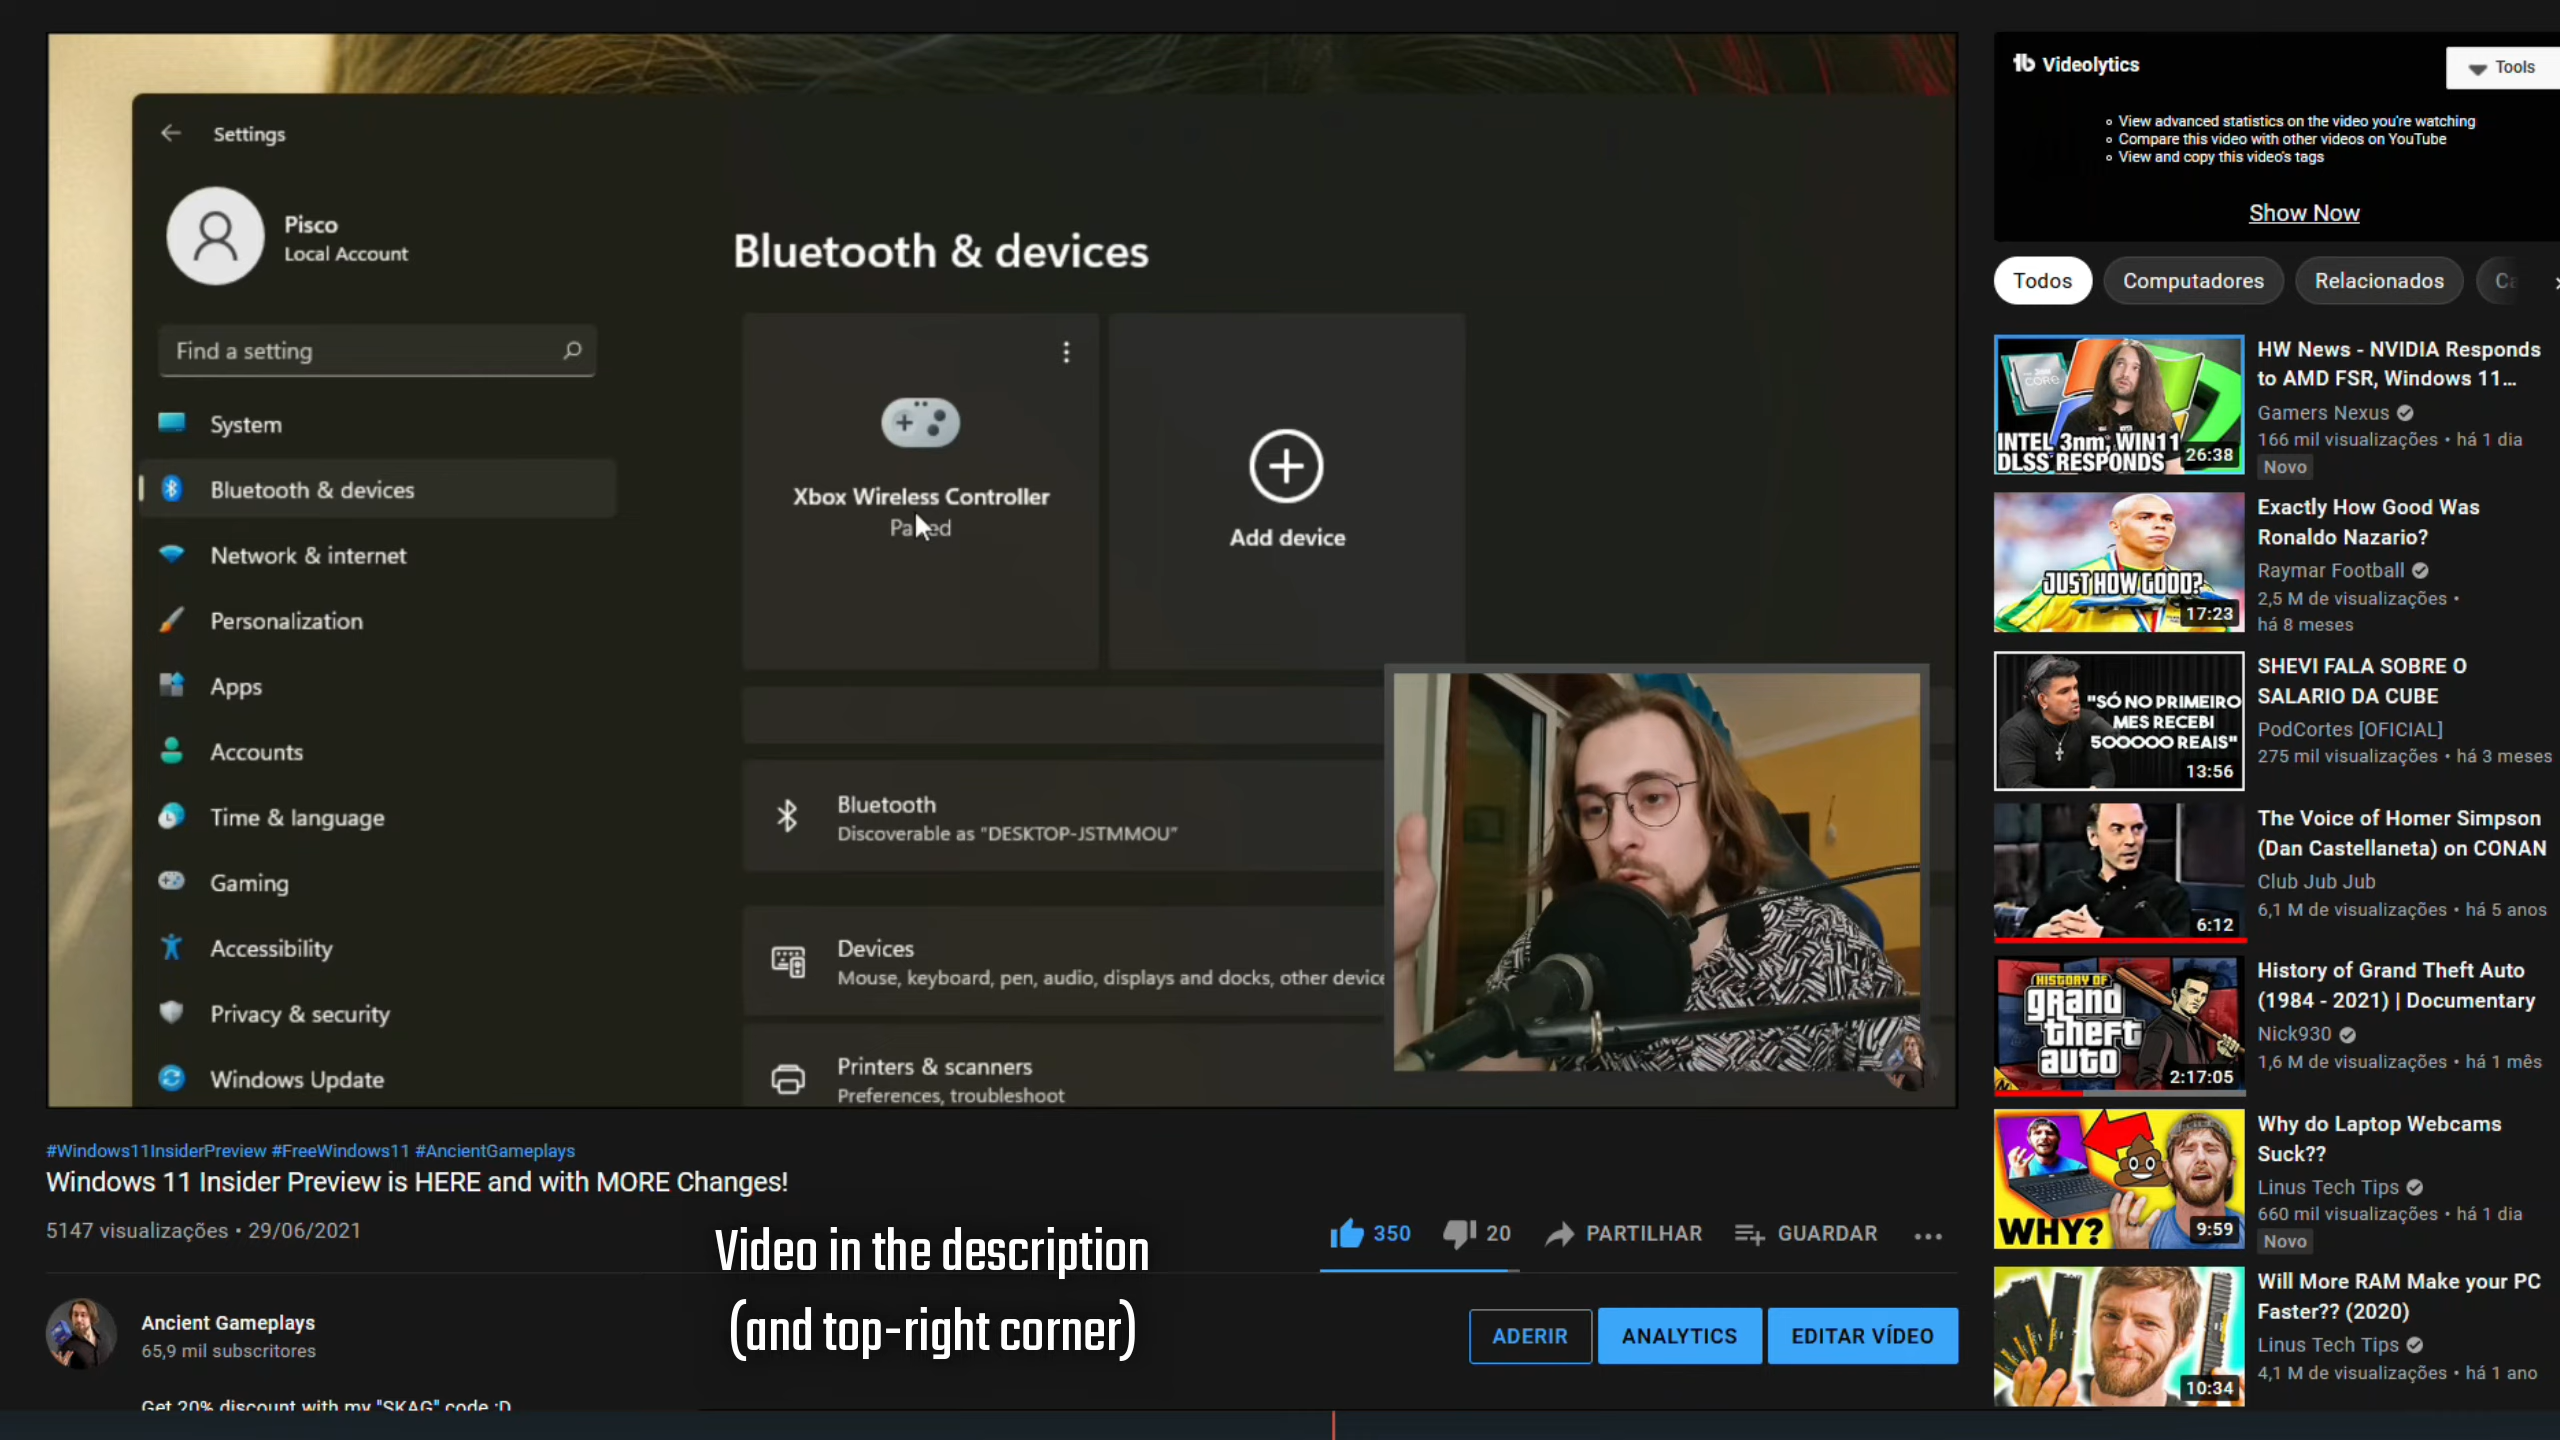 Settings
Pisco
Local Account
Find a setting
System
Bluetooth & devices
Network & internet
Personalization
Apps
Accounts
Time & language
Gaming
Accessibility
Privacy & security
Windows Update
Bluetooth & devices
Xbox Wireless Controller
Add device
Bluetooth
Discoverable as "DESKTOP-JSTMMOU"
Devices
Mouse, keyboard, pen, audio, displays and docks, other device
Printers & scanners
Preferences, troubleshoot
#Windows11InsiderPreview #FreeWindows11 #AncientGameplays
Windows 11 Insider Preview is HERE and with MORE Changes!
5147 visualizações • 29/06/2021
350
20
PARTILHAR
GUARDAR
Video in the description
(and top-right corner)
Ancient Gameplays
65,9 mil subscritores
ADERIR
ANALYTICS
EDITAR VÍDEO
Get 20% discount with my "SKAG" code ;D
tb Videolytics
Tools
View advanced statistics on the video you're watching
Compare this video with other videos on YouTube
View and copy this video's tags
Show Now
Todos
Computadores
Relacionados
INTEL 3nm, WIN11
DLSS RESPONDS
26:38
HW News - NVIDIA Responds
to AMD FSR, Windows 11...
Gamers Nexus
166 mil visualizações • há 1 dia
Novo
JUST HOW GOOD?
17:23
Exactly How Good Was
Ronaldo Nazario?
Raymar Football
2,5 M de visualizações •
há 8 meses
"SÓ NO PRIMEIRO
MES RECEBI
500000 REAIS"
13:56
SHEVI FALA SOBRE O
SALARIO DA CUBE
PodCortes [OFICIAL]
275 mil visualizações • há 3 meses
6:12
The Voice of Homer Simpson
(Dan Castellaneta) on CONAN
Club Jub Jub
6,1 M de visualizações • há 5 anos
HISTORY OF
grand
theft
auto
2:17:05
History of Grand Theft Auto
(1984 - 2021) | Documentary
Nick930
1,6 M de visualizações • há 1 mês
WHY?
9:59
Why do Laptop Webcams
Suck??
Linus Tech Tips
660 mil visualizações • há 1 dia
Novo
10:34
Will More RAM Make your PC
Faster?? (2020)
Linus Tech Tips
4,1 M de visualizações • há 1 ano